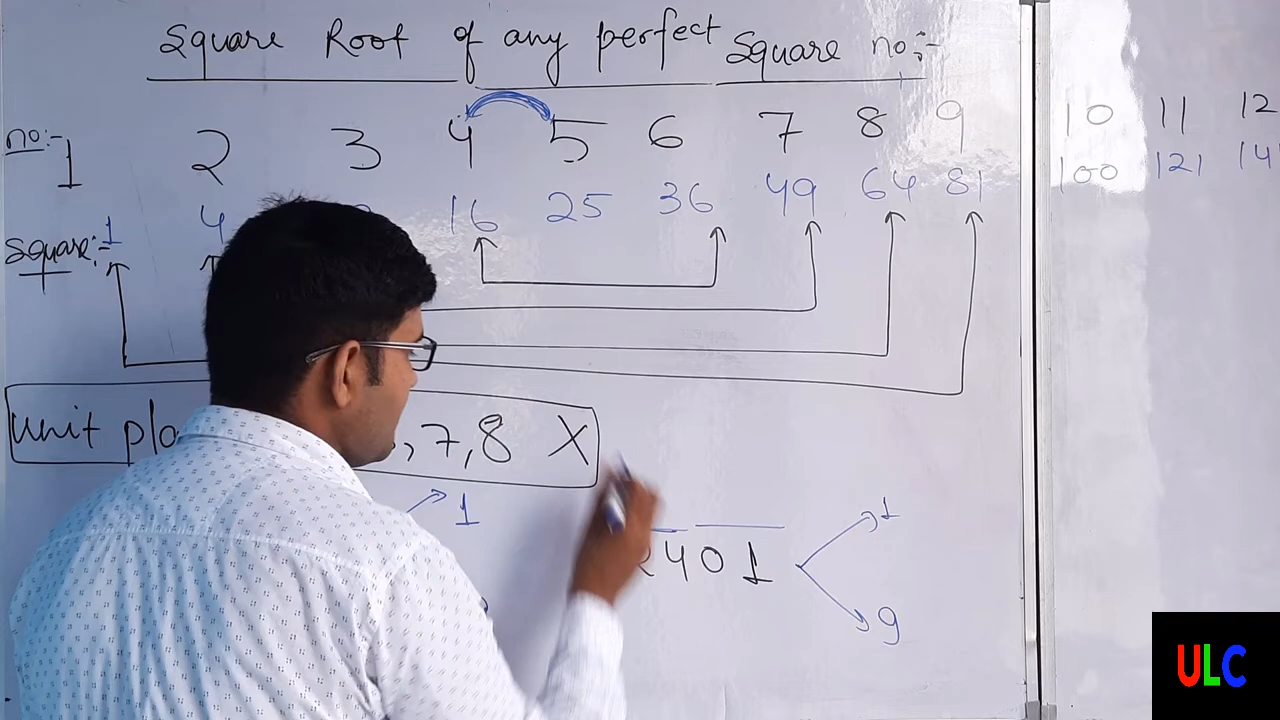 Square Root of any perfect Square no:-
no:- 1 2 3 4 5 6 7 8 9 10 11 12
Square:- 1 4 16 25 36 49 64 81 100 121
unit , 7, 8 X
1
401
1
9
ULC